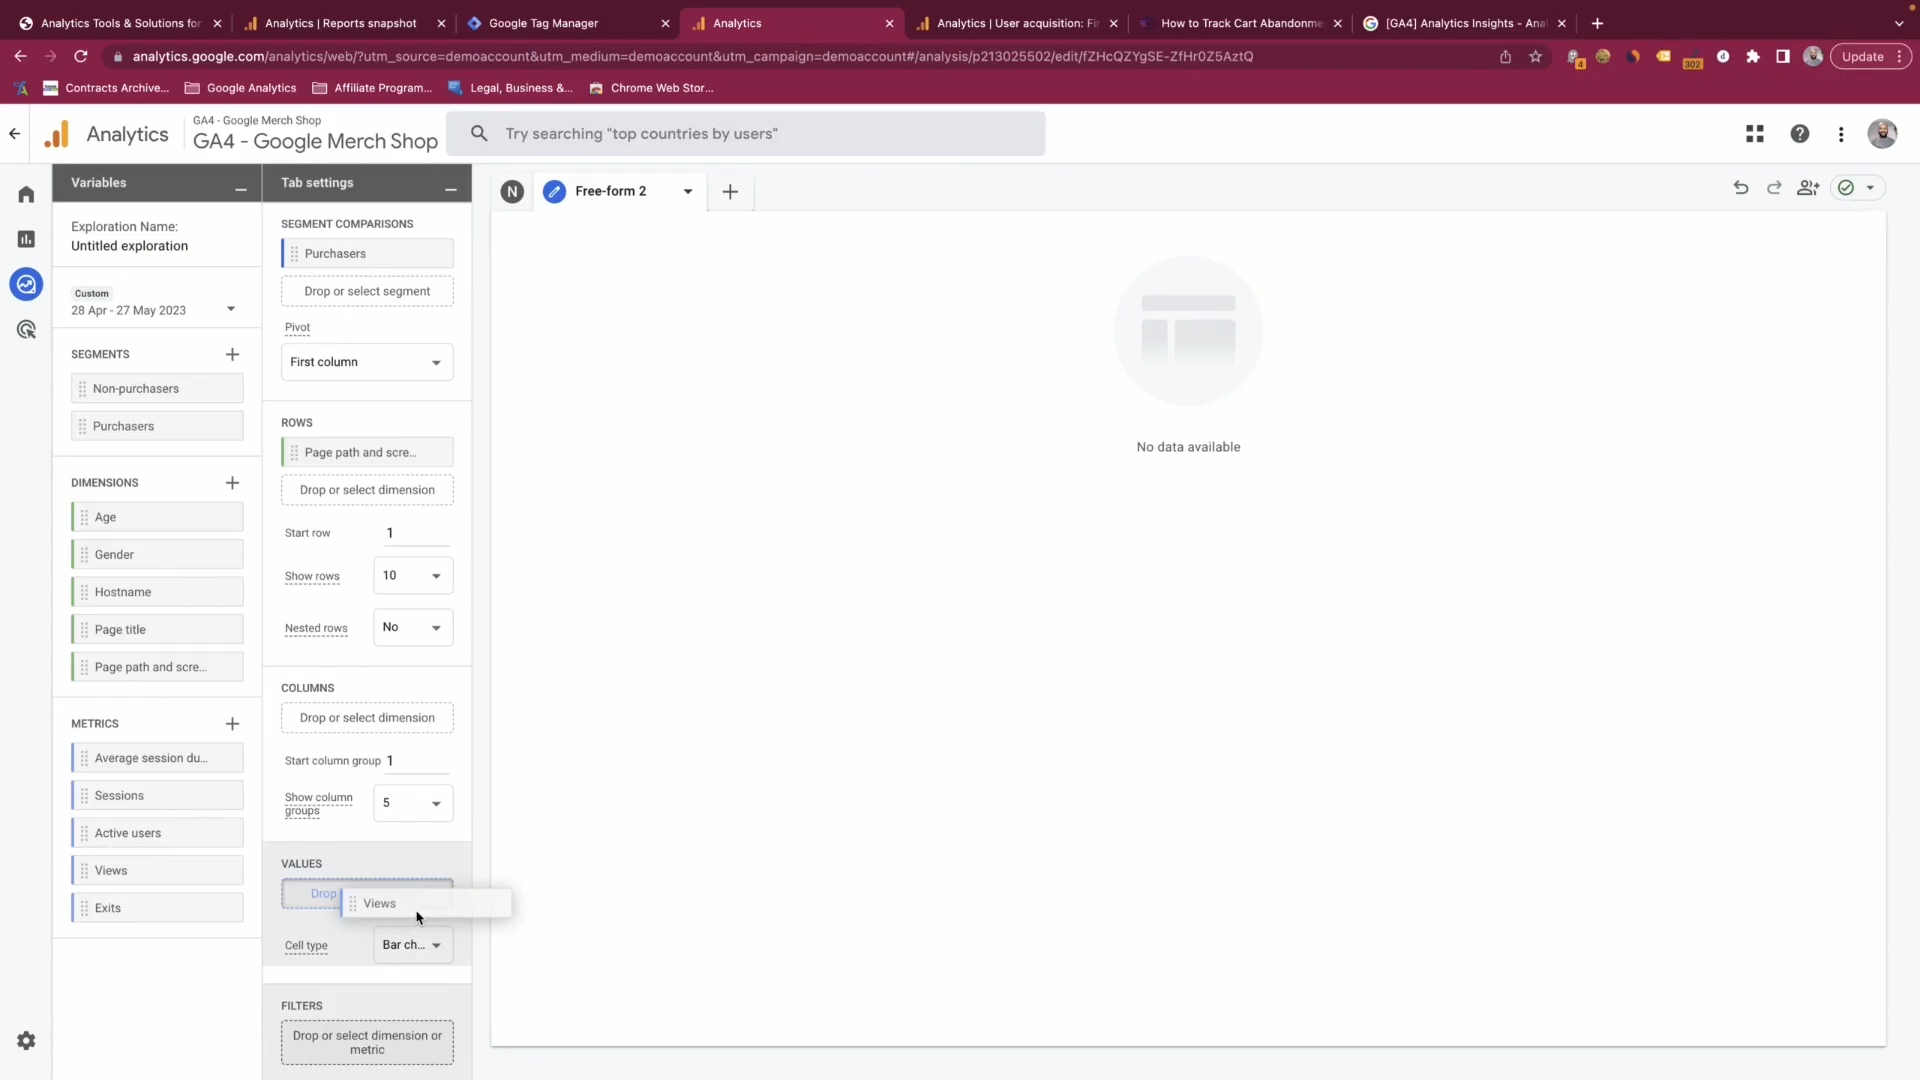 Analytics Tools & Solutions for
Analytics | Reports snapshot
Google Tag Manager
Analytics
Analytics | User acquisition: Fir
How to Track Cart Abandonme
[GA4] Analytics Insights - Anal
analytics.google.com/analytics/web/?utm_source=demoaccount&utm_medium=demoaccount&utm_campaign=demoaccount#/analysis/p213025502/edit/fZHcQZYgSE-ZfHr0Z5AztQ
4
302
Update
Contracts Archive...
Google Analytics
Affiliate Program...
Legal, Business &...
Chrome Web Stor...
Analytics
GA4 - Google Merch Shop
GA4 - Google Merch Shop
Try searching "top countries by users"
Variables
Exploration Name:
Untitled exploration
Custom
28 Apr - 27 May 2023
SEGMENTS
Non-purchasers
Purchasers
DIMENSIONS
Age
Gender
Hostname
Page title
Page path and scre...
METRICS
Average session du...
Sessions
Active users
Views
Exits
Tab settings
SEGMENT COMPARISONS
Purchasers
Drop or select segment
Pivot
First column
ROWS
Page path and scre...
Drop or select dimension
Start row 1
Show rows 10
Nested rows No
COLUMNS
Drop or select dimension
Start column group 1
Show column
groups
5
VALUES
Drop
Views
Cell type Bar ch...
FILTERS
Drop or select dimension or
metric
N
Free-form 2
No data available